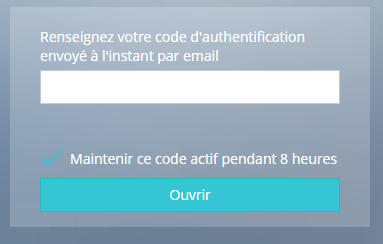 Renseignez votre code d'authentification
envoyé à l'instant par email
Maintenir ce code actif pendant 8 heures
Ouvrir